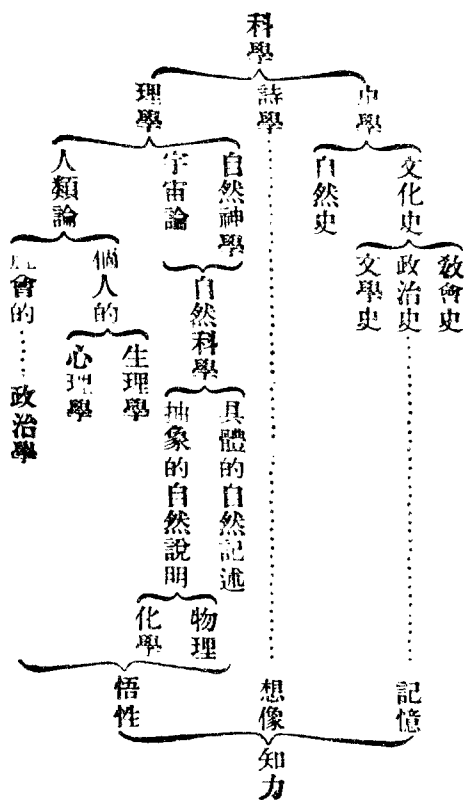 科學
史學
詩學
理學
文化史
自然史
自然神學
宇宙論
人類論
敎會史
政治史
文學史
自然科學
個人的
社會的……政治學
生理學
心理學
具體的自然記述
抽象的自然說明
物理
化學
記憶
想像
悟性
知力